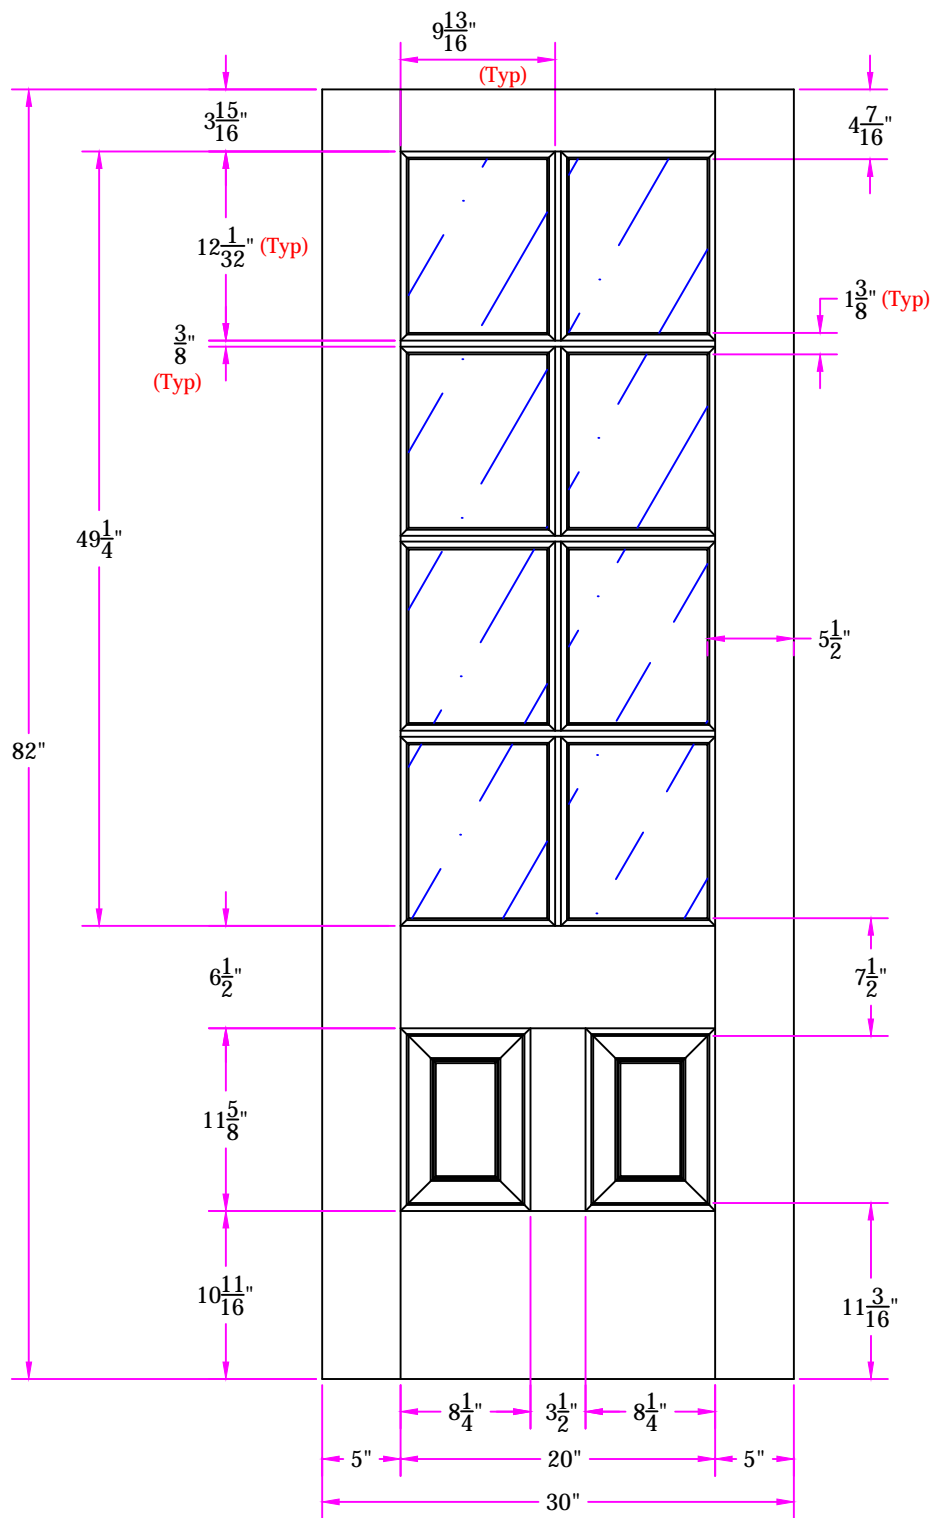 9 13/16"
(Typ)
3 15/16"
4 7/16"
12 1/32" (Typ)
1 3/8" (Typ)
3/8"
(Typ)
49 1/4"
5 1/2"
82"
6 1/2"
7 1/2"
11 5/8"
10 11/16"
11 3/16"
8 1/4" 3 1/2" 8 1/4"
5" 20" 5"
30"